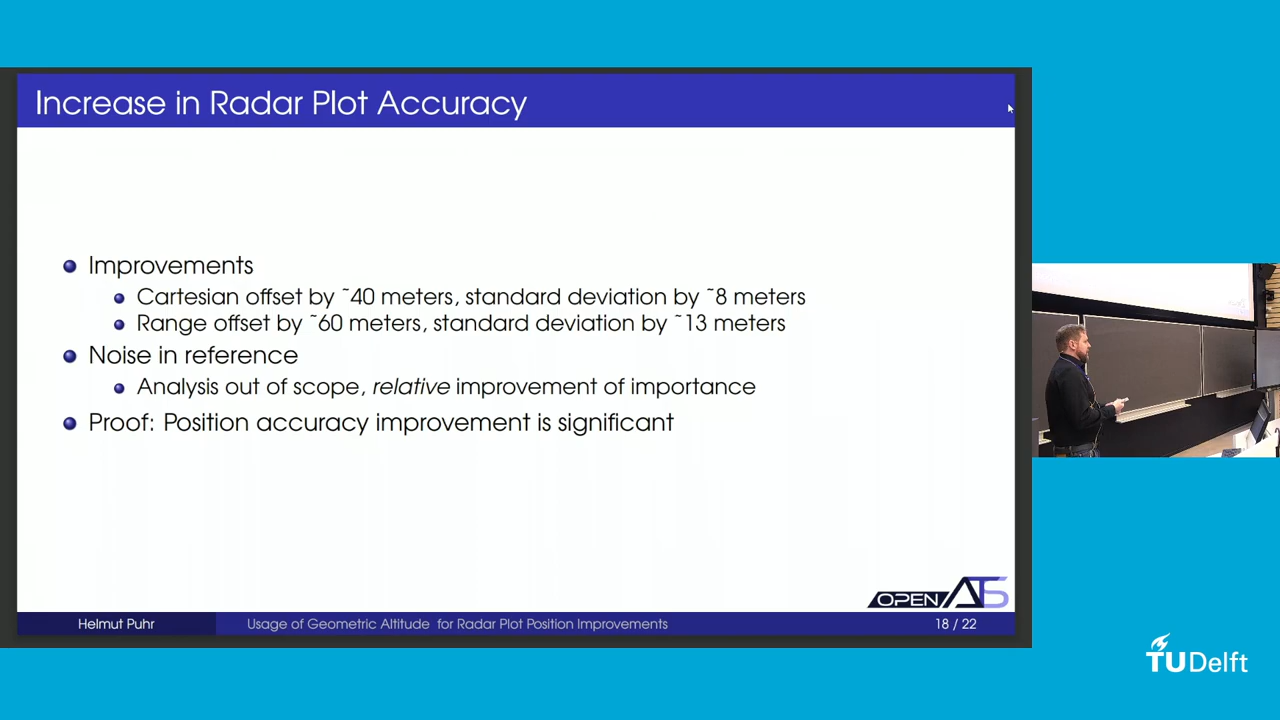 Increase in Radar Plot Accuracy
Improvements
Cartesian offset by ~40 meters, standard deviation by ~8 meters
Range offset by ~60 meters, standard deviation by ~13 meters
Noise in reference
Analysis out of scope, relative improvement of importance
Proof: Position accuracy improvement is significant
OPEN ATS
Helmut Puhr
Usage of Geometric Altitude for Radar Plot Position Improvements
18 / 22
TUDelft